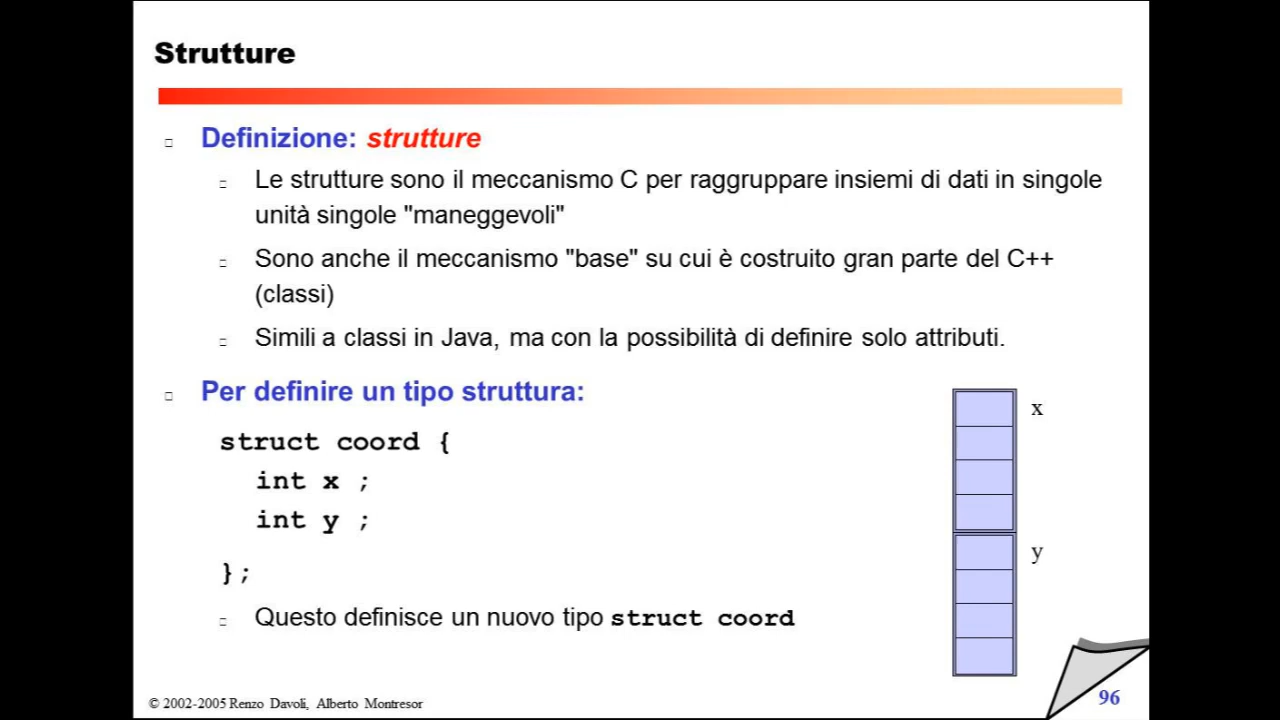 Strutture
Definizione: strutture
Le strutture sono il meccanismo C per raggruppare insiemi di dati in singole
unità singole "maneggevoli"
Sono anche il meccanismo "base" su cui è costruito gran parte del C++
(classi)
Simili a classi in Java, ma con la possibilità di definire solo attributi.
Per definire un tipo struttura:
struct coord {
int x ;
int y ;
};
Questo definisce un nuovo tipo struct coord
x
y
© 2002-2005 Renzo Davoli, Alberto Montresor
96